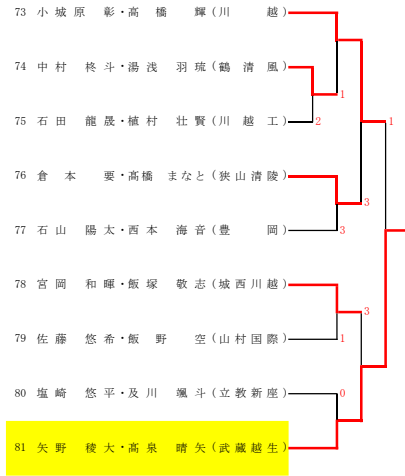 73 小城原 彰・高橋 輝(川越)
74 中村 柊斗・湯浅 羽琉(鶴清風)
1
75 石田 龍晟・植村 壮賢(川越工)
2
1
76 倉本 要・髙橋 まなと(狭山清陵)
3
77 石山 陽太・西本 海音(豊岡)
3
78 宮岡 和暉・飯塚 敬志(城西川越)
3
79 佐藤 悠希・飯野 空(山村国際)
1
80 塩崎 悠平・及川 颯斗(立教新座)
0
81 矢野 稜大・高泉 晴矢(武蔵越生)